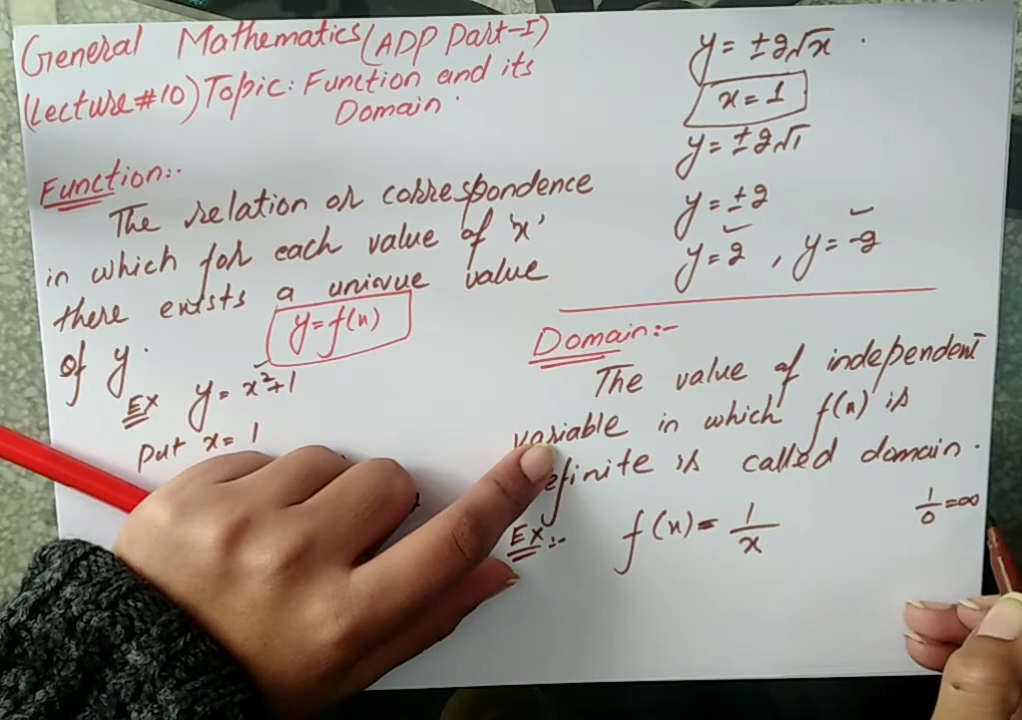 General Mathematics (ADP Part-I)
(Lecture #10) Topic: Function and its
Domain.
Function:-
The relation or correspondence
in which for each value of 'x'
there exists a univue value
of y.
y=f(x)
Ex y= x²+1
Put x= 1
y= ±2√x .
x=1
y= ±2√1
y= ±2
y=2 , y= -2
Domain:-
The value of independent
variable in which f(x) is
efinite is called domain.
1/0 = ∞
Ex:- f(x)= 1/x